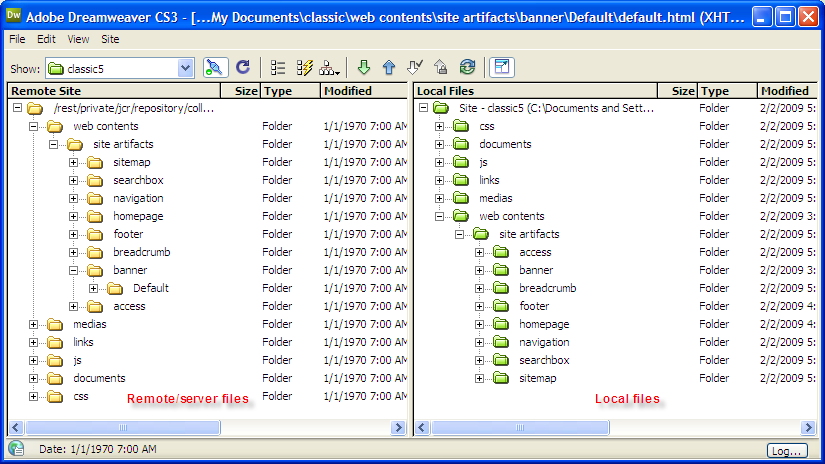 Dw Adobe Dreamweaver CS3 - [...My Documents\classic\web contents\site artifacts\banner\Default\default.html (XHT...
File Edit View Site
Show: classic5
Remote Site Size Type Modified
/rest/private/jcr/repository/coll... Folder
web contents Folder 1/1/1970 7:00 AM
site artifacts Folder 1/1/1970 7:00 AM
sitemap Folder 1/1/1970 7:00 AM
searchbox Folder 1/1/1970 7:00 AM
navigation Folder 1/1/1970 7:00 AM
homepage Folder 1/1/1970 7:00 AM
footer Folder 1/1/1970 7:00 AM
breadcrumb Folder 1/1/1970 7:00 AM
banner Folder 1/1/1970 7:00 AM
Default Folder 1/1/1970 7:00 AM
access Folder 1/1/1970 7:00 AM
medias Folder 1/1/1970 7:00 AM
links Folder 1/1/1970 7:00 AM
js Folder 1/1/1970 7:00 AM
documents Folder 1/1/1970 7:00 AM
css Folder 1/1/1970 7:00 AM
Remote/server files
Local Files Size Type Modified
Site - classic5 (C:\Documents and Sett... Folder 2/2/2009 5:
css Folder 2/2/2009 5:
documents Folder 2/2/2009 5:
js Folder 2/2/2009 5:
links Folder 2/2/2009 5:
medias Folder 2/2/2009 5:
web contents Folder 2/2/2009 3:
site artifacts Folder 2/2/2009 5:
access Folder 2/2/2009 5:
banner Folder 2/2/2009 3:
breadcrumb Folder 2/2/2009 5:
footer Folder 2/2/2009 4:
homepage Folder 2/2/2009 4:
navigation Folder 2/2/2009 5:
searchbox Folder 2/2/2009 5:
sitemap Folder 2/2/2009 5:
Local files
Date: 1/1/1970 7:00 AM
Log...